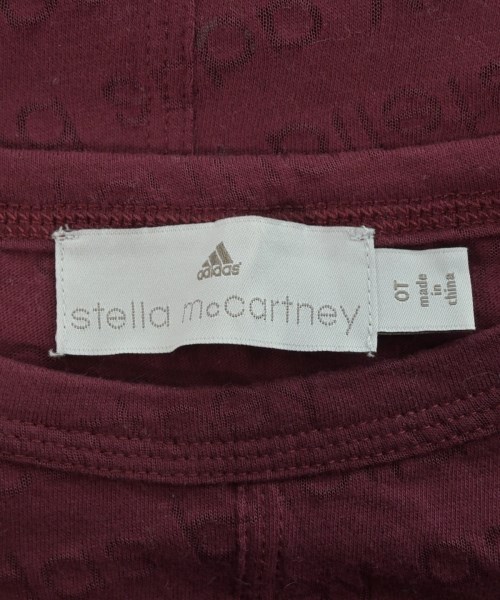 adidas
stella mcCartney
OT
made
in
china